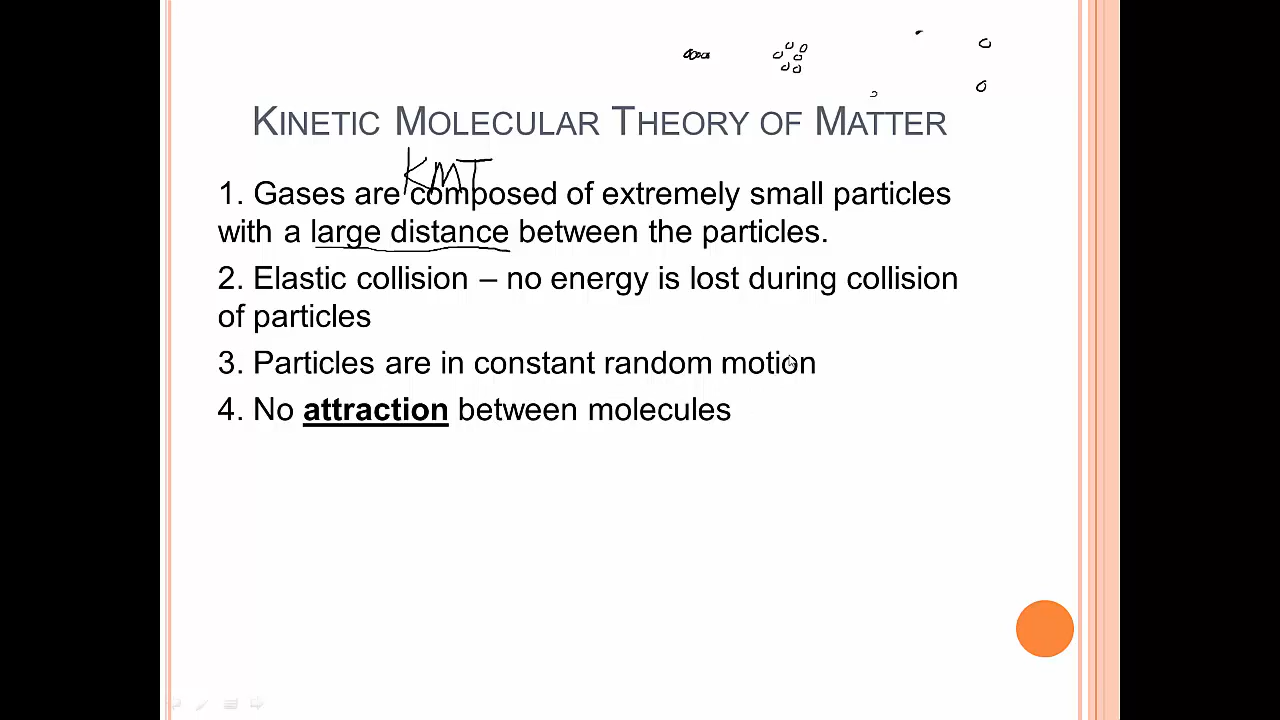 KINETIC MOLECULAR THEORY OF MATTER
KMT
1. Gases are composed of extremely small particles
with a large distance between the particles.
2. Elastic collision – no energy is lost during collision
of particles
3. Particles are in constant random motion
4. No attraction between molecules